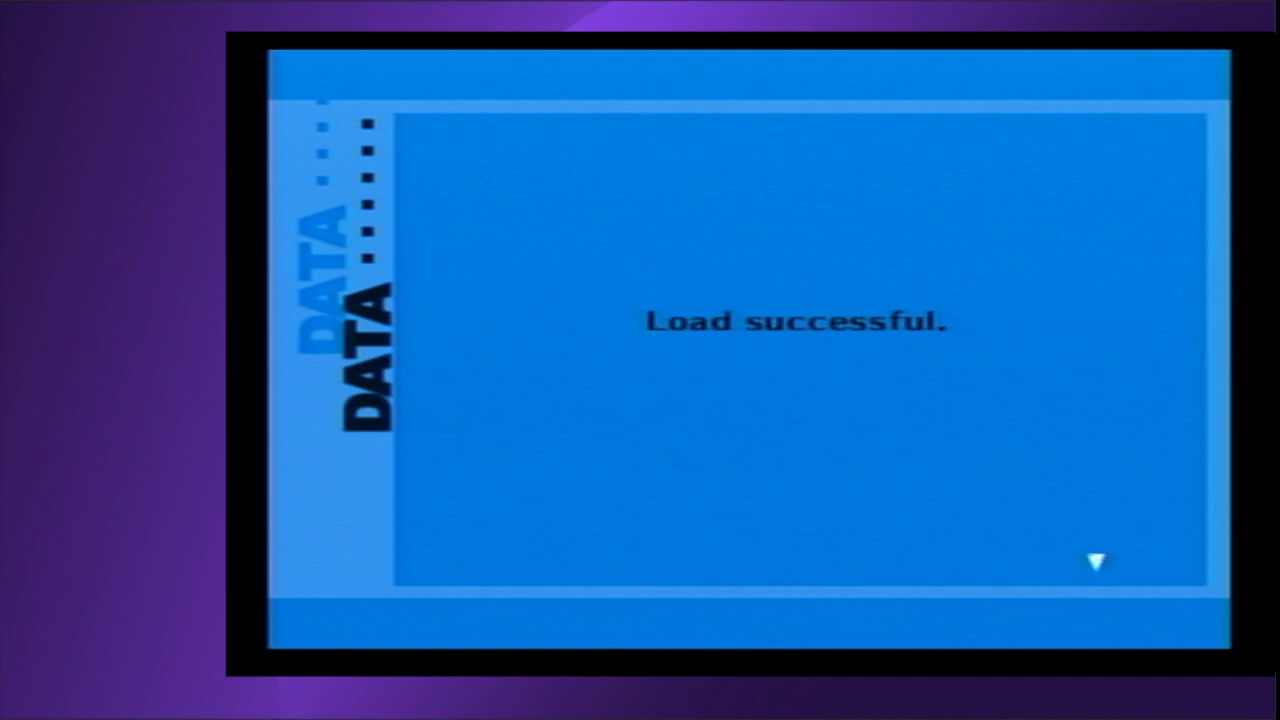 DATA ......
DATA ....
Load successful.